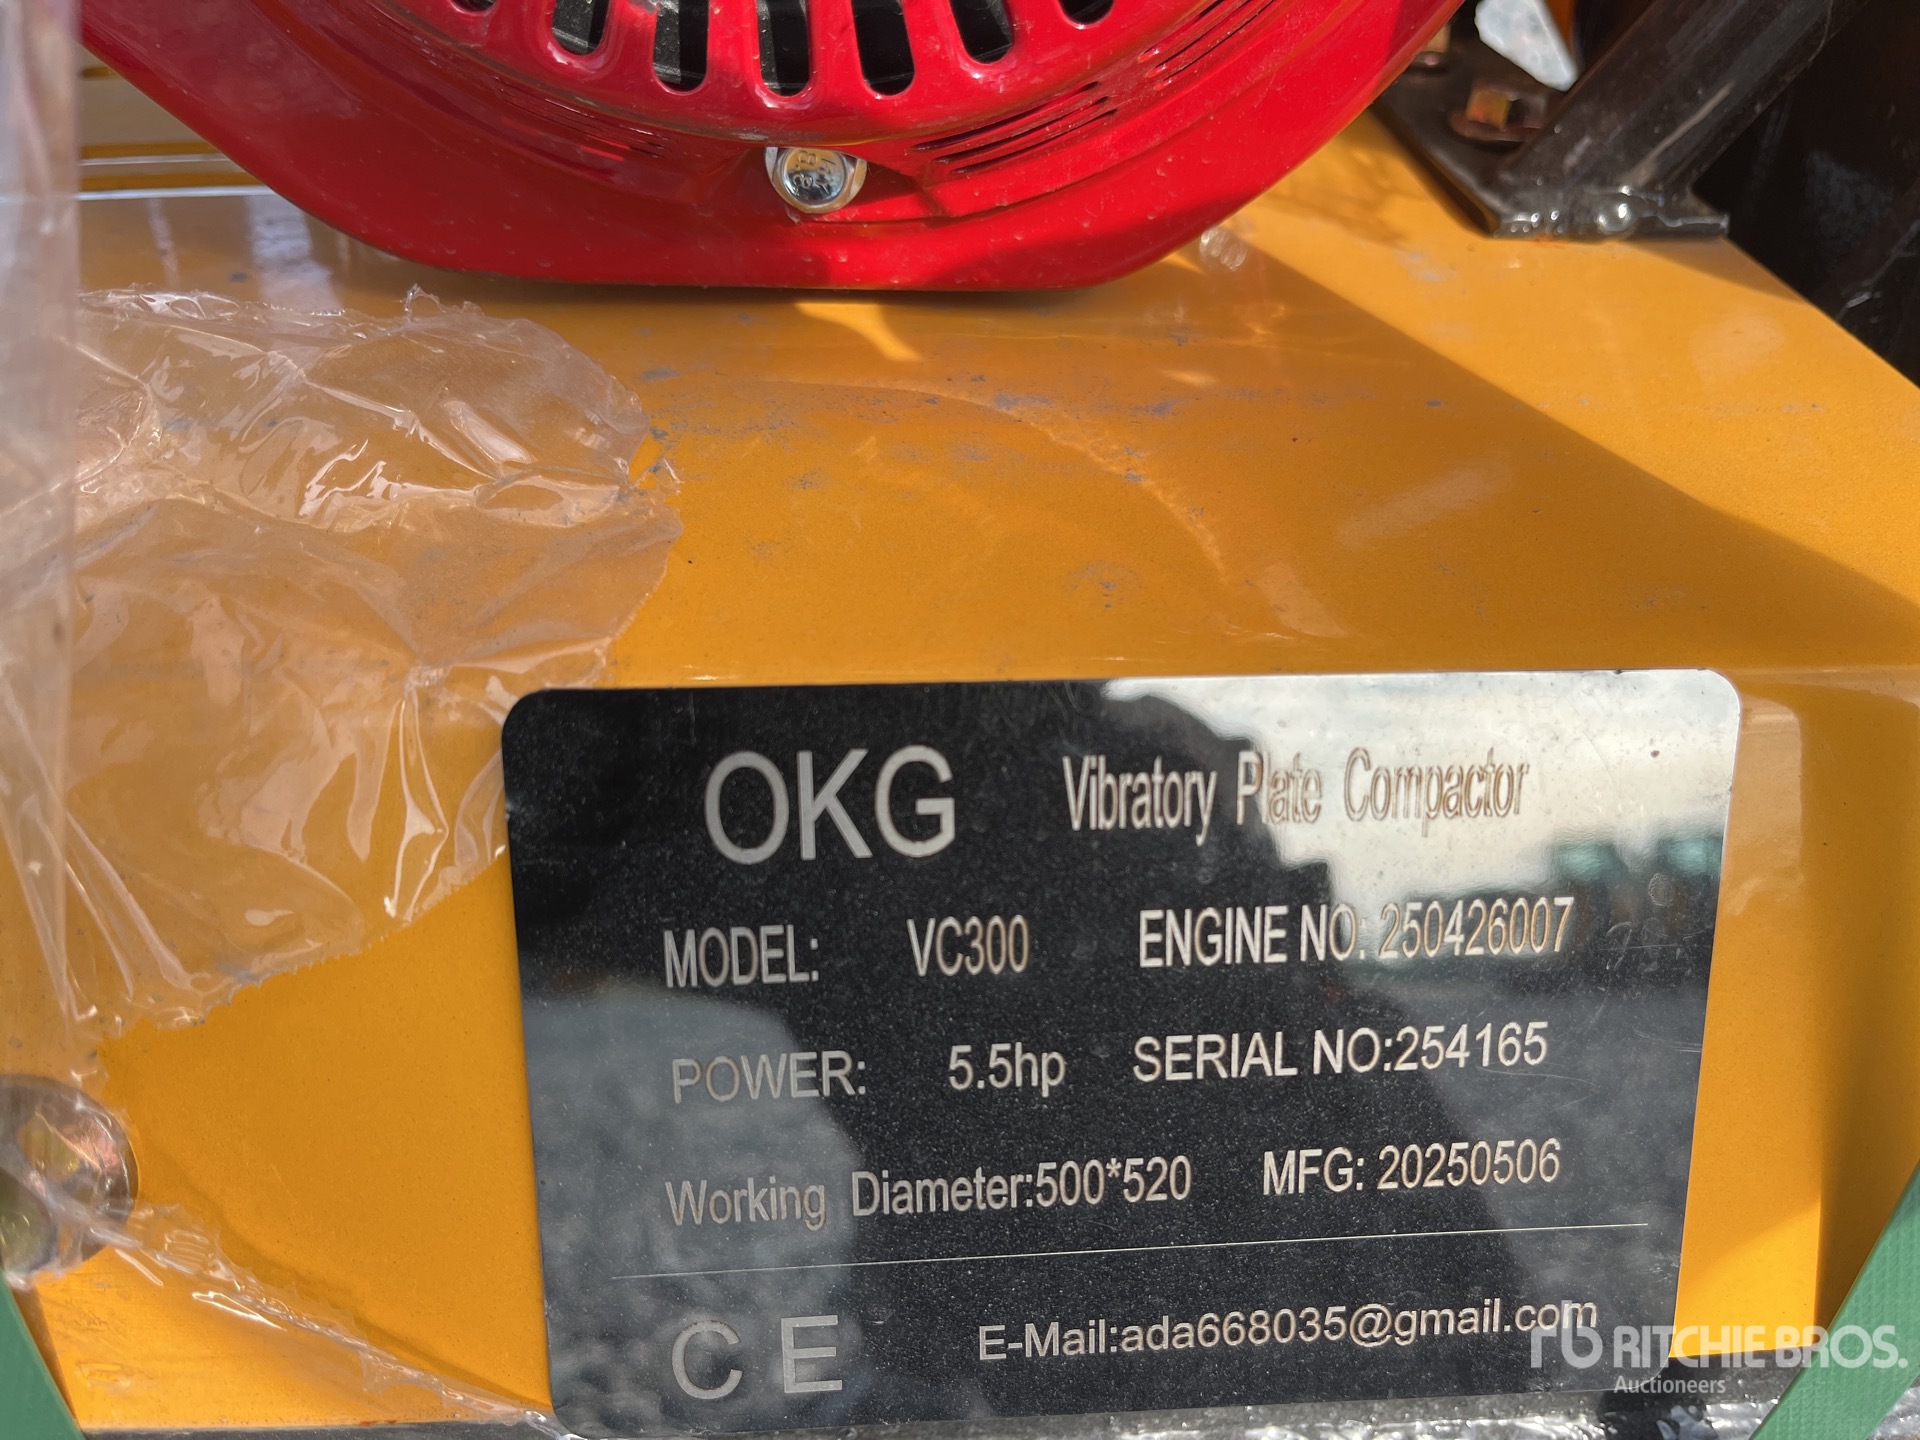 OKG Vibratory Plate Compactor
MODEL: VC300 ENGINE NO: 250426007
POWER: 5.5hp SERIAL NO:254165
Working Diameter:500*520 MFG: 20250506
CE E-Mail:ada668035@gmail.com
rb RITCHIE BROS.
Auctioneers